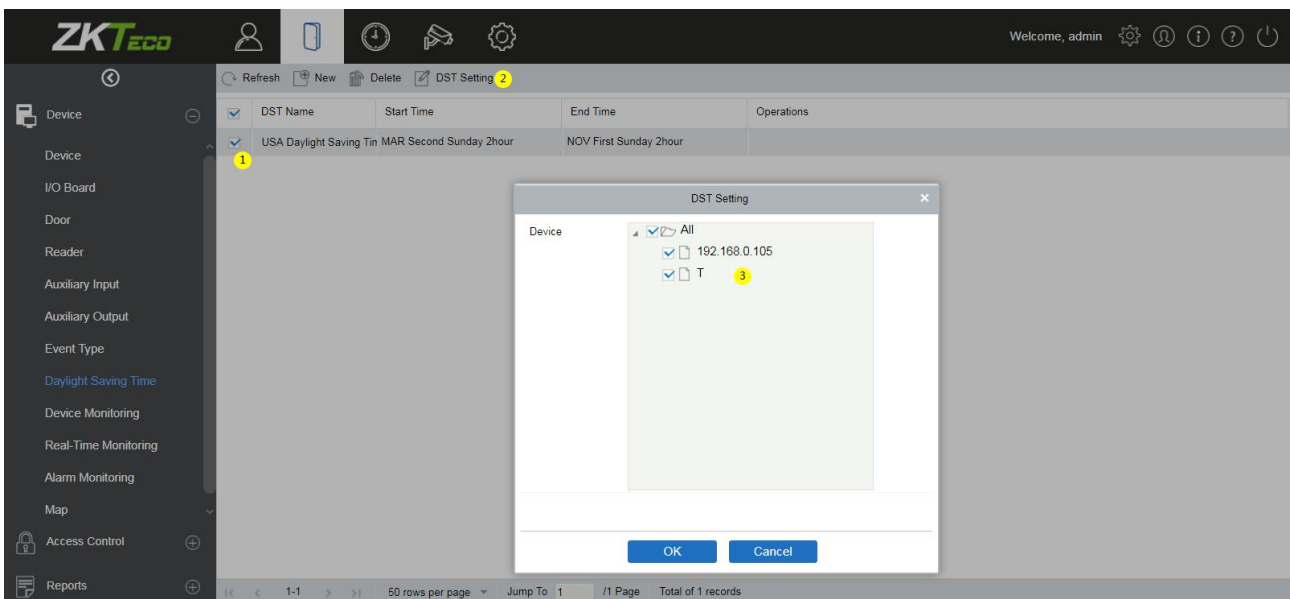 ZKTeco
Welcome, admin
Refresh New Delete DST Setting 2
Device
DST Name Start Time End Time Operations
USA Daylight Saving Tin MAR Second Sunday 2hour NOV First Sunday 2hour
1
Device
I/O Board
Door
Reader
Auxiliary Input
Auxiliary Output
Event Type
Daylight Saving Time
Device Monitoring
Real-Time Monitoring
Alarm Monitoring
Map
Access Control
Reports
DST Setting
Device
All
192.168.0.105
T 3
OK Cancel
1-1 50 rows per page Jump To 1 /1 Page Total of 1 records